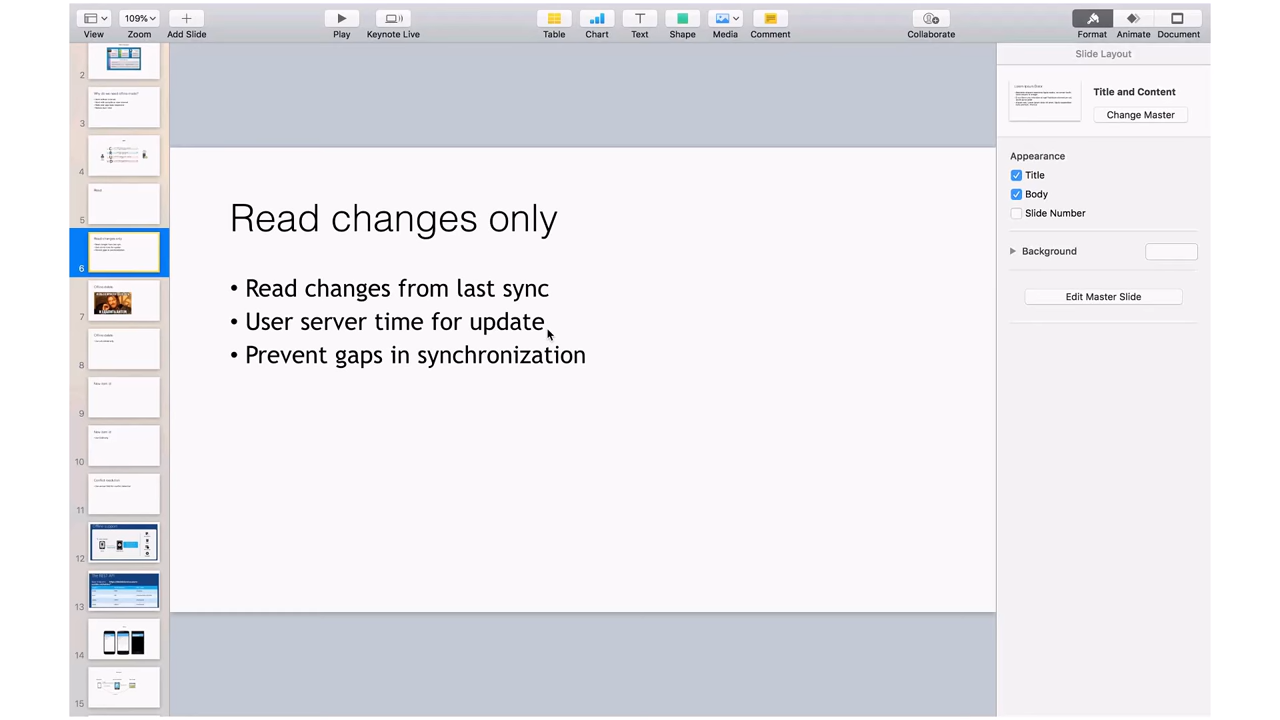 View
109%
Zoom
Add Slide
Play
Keynote Live
Table
Chart
Text
Shape
Media
Comment
Collaborate
Format
Animate
Document
2
3
4
5
6
7
8
9
10
11
12
13
14
15
Read changes only
• Read changes from last sync
• User server time for update
• Prevent gaps in synchronization
Slide Layout
Title and Content
Change Master
Appearance
Title
Body
Slide Number
Background
Edit Master Slide